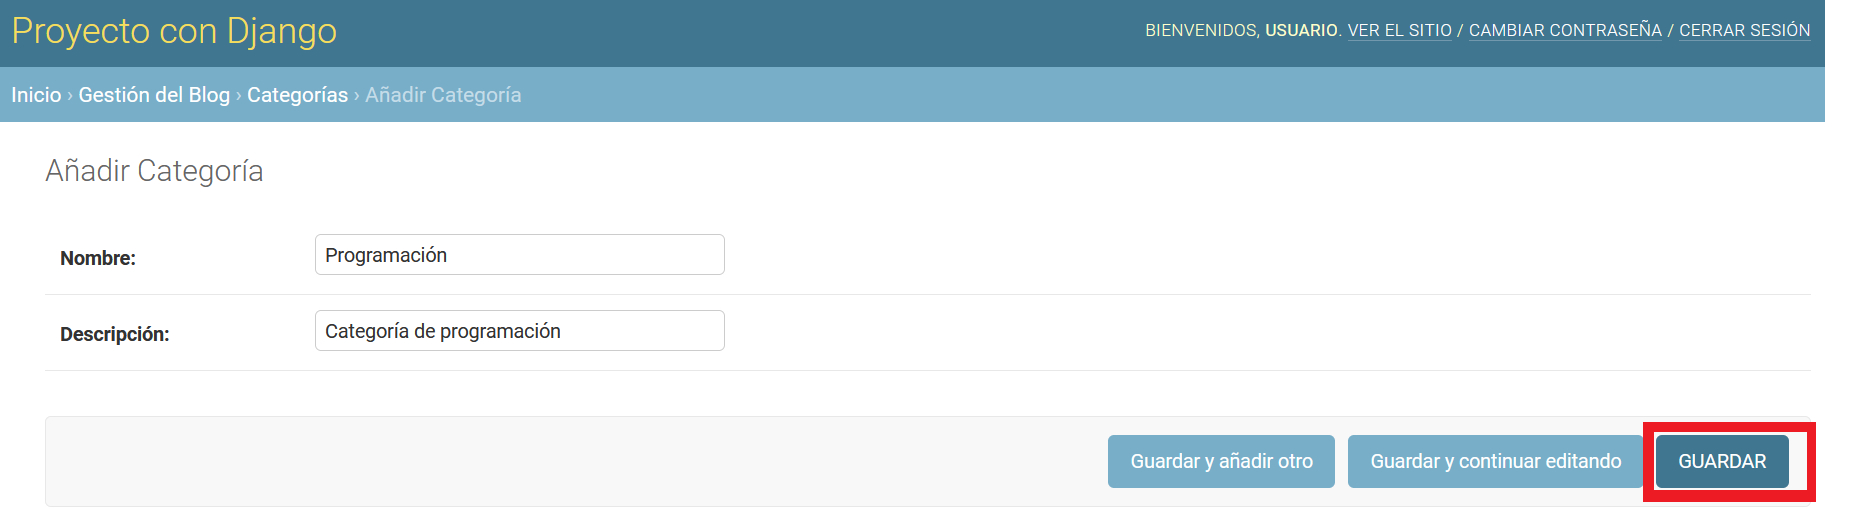 Proyecto con Django
BIENVENIDOS, USUARIO. VER EL SITIO / CAMBIAR CONTRASEÑA / CERRAR SESIÓN
Inicio › Gestión del Blog › Categorías › Añadir Categoría
Añadir Categoría
Nombre: Programación
Descripción: Categoría de programación
Guardar y añadir otro Guardar y continuar editando GUARDAR